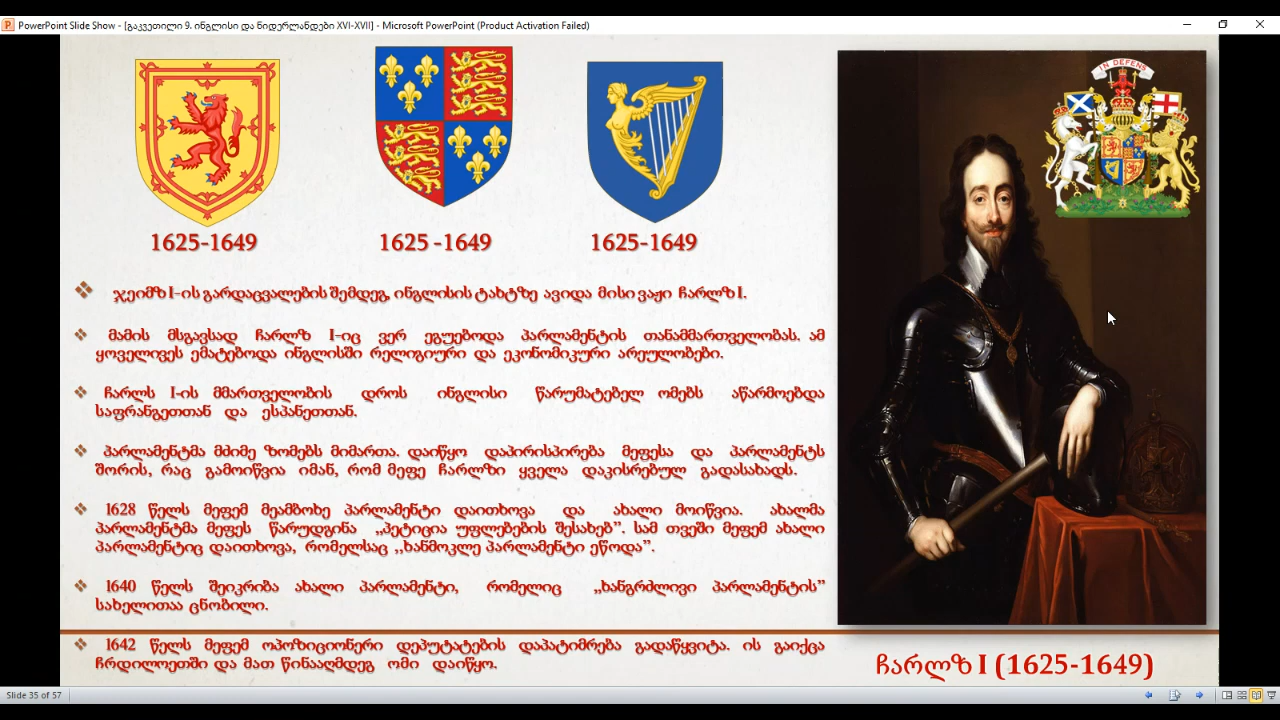 PowerPoint Slide Show - [გაკვეთილი 9. ინგლისი და ნიდერლანდები XVI-XVII] - Microsoft PowerPoint (Product Activation Failed)
IN DEFENS
1625-1649
1625 -1649
1625-1649
❖ ჯეიმზ I-ის გარდაცვალების შემდეგ, ინგლისის ტახტზე ავიდა მისი ვაჟი ჩარლზ I.
❖ მამის მსგავსად ჩარლზ I-იც ვერ ეგუებოდა პარლამენტის თანამმართველობას. ამ
ყოველივეს ემატებოდა ინგლისში რელიგიური და ეკონომიკური არეულობები.
❖ ჩარლს I-ის მმართველობის დროს ინგლისი წარუმატებელ ომებს აწარმოებდა
საფრანგეთთან და ესპანეთთან.
❖ პარლამენტმა მძიმე ზომებს მიმართა. დაიწყო დაპირისპირება მეფესა და პარლამენტს
შორის, რაც გამოიწვია იმან, რომ მეფე ჩარლზი ყველა დაკისრებულ გადასახადს.
❖ 1628 წელს მეფემ მეამბოხე პარლამენტი დაითხოვა და ახალი მოიწვია. ახალმა
პარლამენტმა მეფეს წარუდგინა „პეტიცია უფლებების შესახებ”. სამ თვეში მეფემ ახალი
პარლამენტიც დაითხოვა, რომელსაც ,,ხანმოკლე პარლამენტი ეწოდა”.
❖ 1640 წელს შეიკრიბა ახალი პარლამენტი, რომელიც „ხანგრძლივი პარლამენტის”
სახელითაა ცნობილი.
❖ 1642 წელს მეფემ ოპოზიციონერი დეპუტატების დაპატიმრება გადაწყვიტა. ის გაიქცა
ჩრდილოეთში და მათ წინააღმდეგ ომი დაიწყო.
ჩარლზ I (1625-1649)
Slide 35 of 57